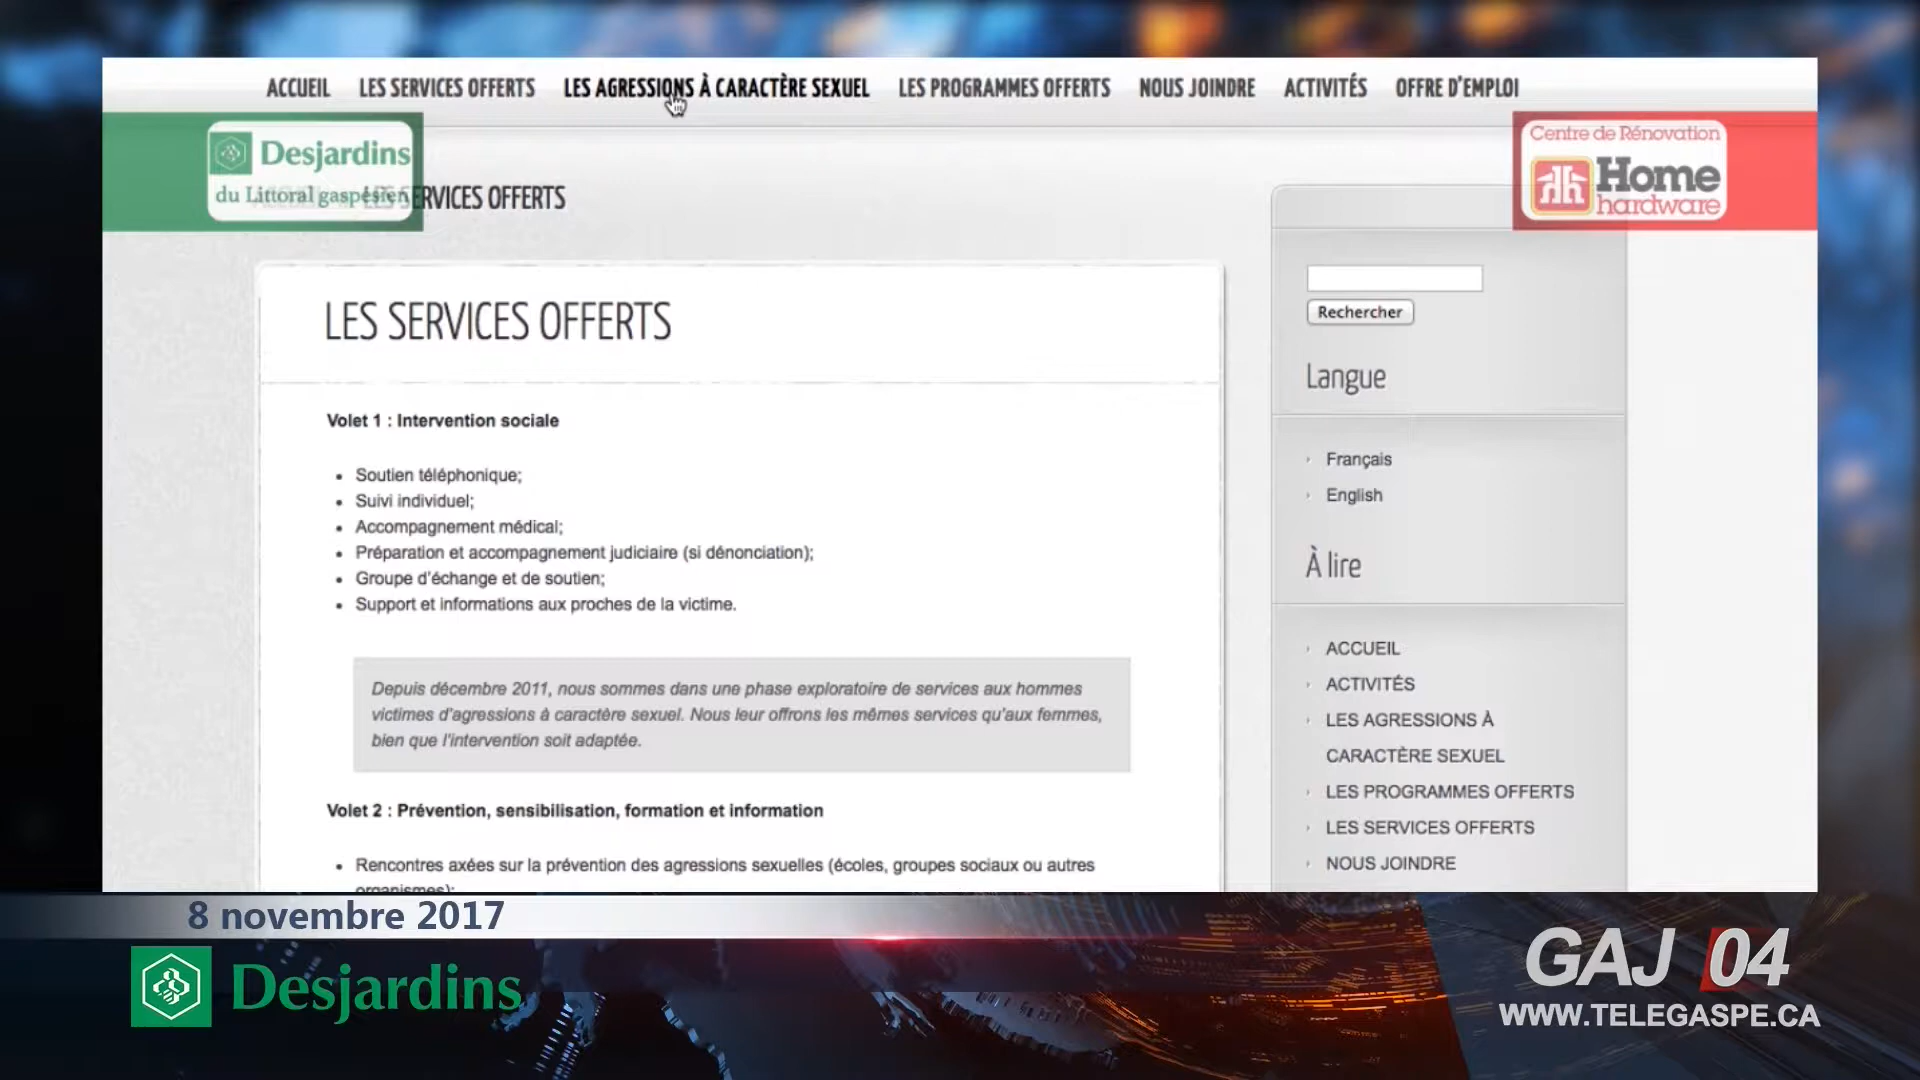 ACCUEIL LES SERVICES OFFERTS LES AGRESSIONS À CARACTÈRE SEXUEL LES PROGRAMMES OFFERTS NOUS JOINDRE ACTIVITÉS OFFRE D'EMPLOI
Desjardins
du Littoral gaspésien
LES SERVICES OFFERTS
Centre de Rénovation
Home
hardware
LES SERVICES OFFERTS
Volet 1 : Intervention sociale
• Soutien téléphonique;
• Suivi individuel;
• Accompagnement médical;
• Préparation et accompagnement judiciaire (si dénonciation);
• Groupe d'échange et de soutien;
• Support et informations aux proches de la victime.
Depuis décembre 2011, nous sommes dans une phase exploratoire de services aux hommes
victimes d'agressions à caractère sexuel. Nous leur offrons les mêmes services qu'aux femmes,
bien que l'intervention soit adaptée.
Volet 2 : Prévention, sensibilisation, formation et information
• Rencontres axées sur la prévention des agressions sexuelles (écoles, groupes sociaux ou autres
organismes);
Rechercher
Langue
Français
English
À lire
ACCUEIL
ACTIVITÉS
LES AGRESSIONS À
CARACTÈRE SEXUEL
LES PROGRAMMES OFFERTS
LES SERVICES OFFERTS
NOUS JOINDRE
8 novembre 2017
Desjardins
GAJ 04
WWW.TELEGASPE.CA